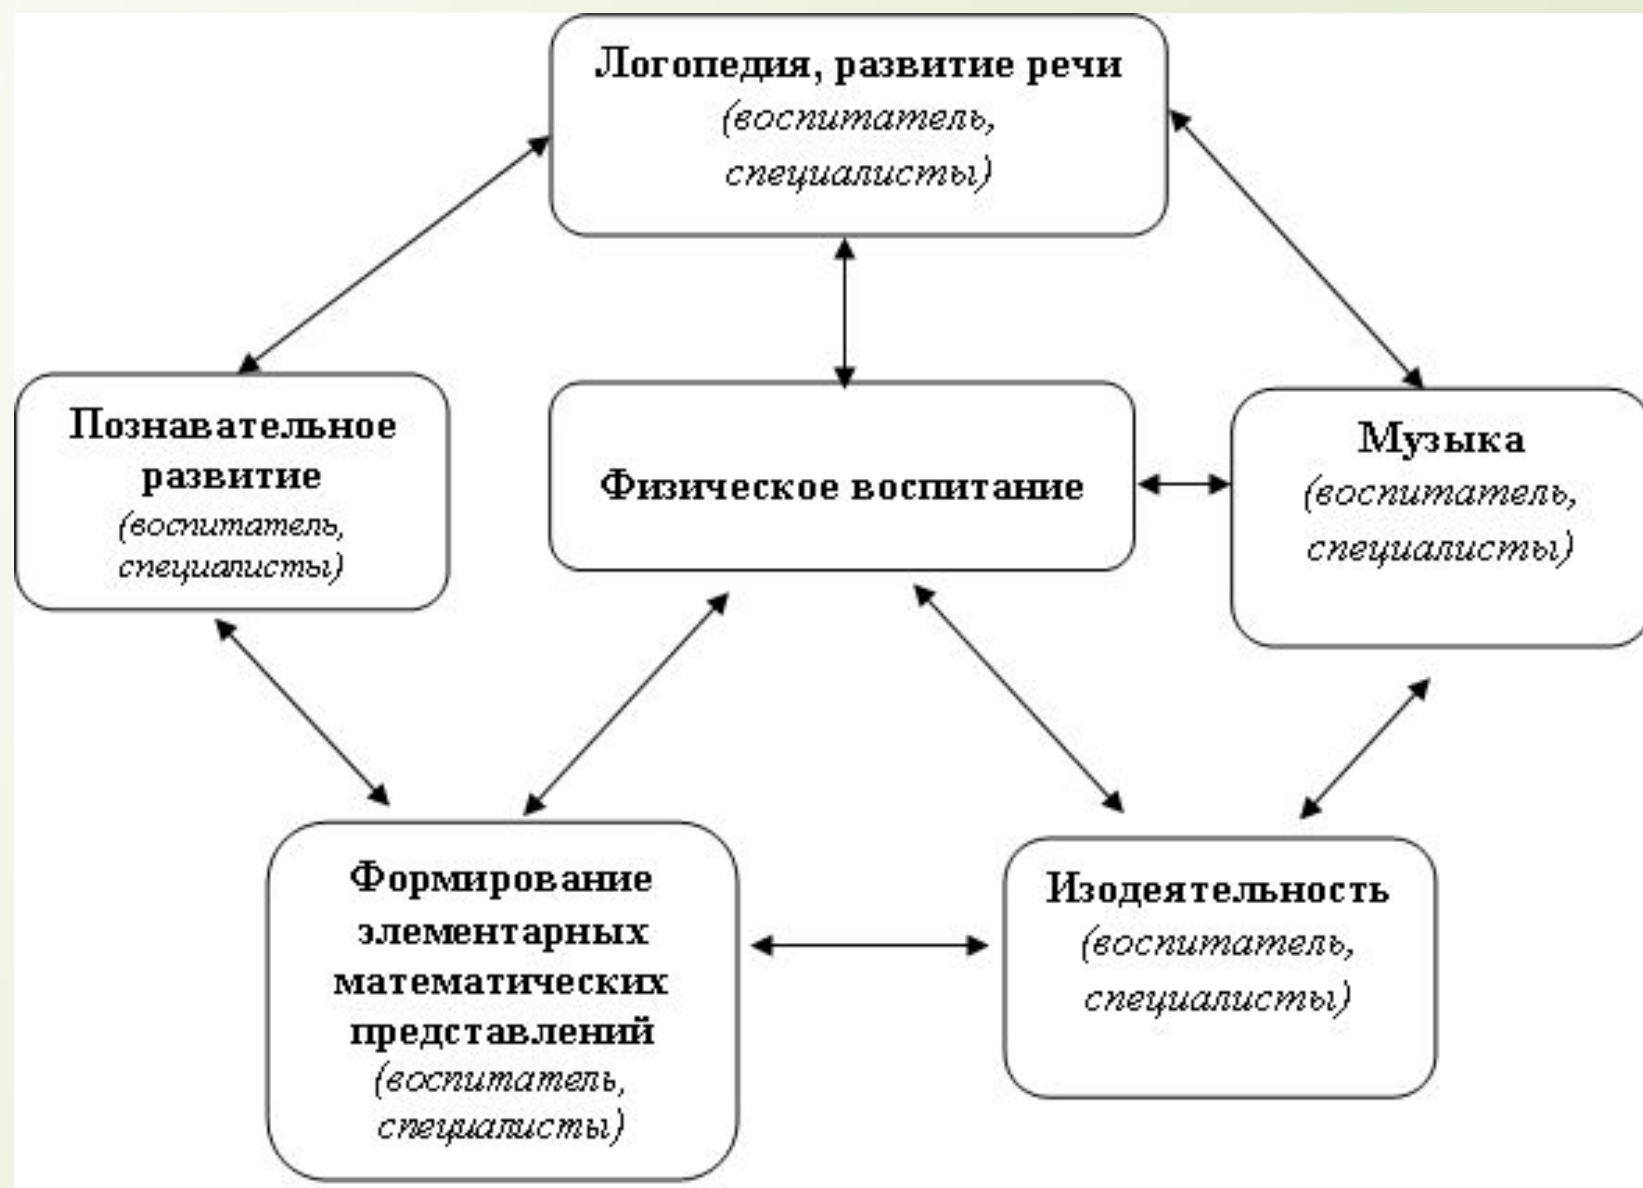 Логопедия, развитие речи
(воспитатель,
специалисты)
Познавательное
развитие
(воспитатель,
специалисты)
Физическое воспитание
Музыка
(воспитатель,
специалисты)
Формирование
элементарных
математических
представлений
(воспитатель,
специалисты)
Изодеятельность
(воспитатель,
специалисты)